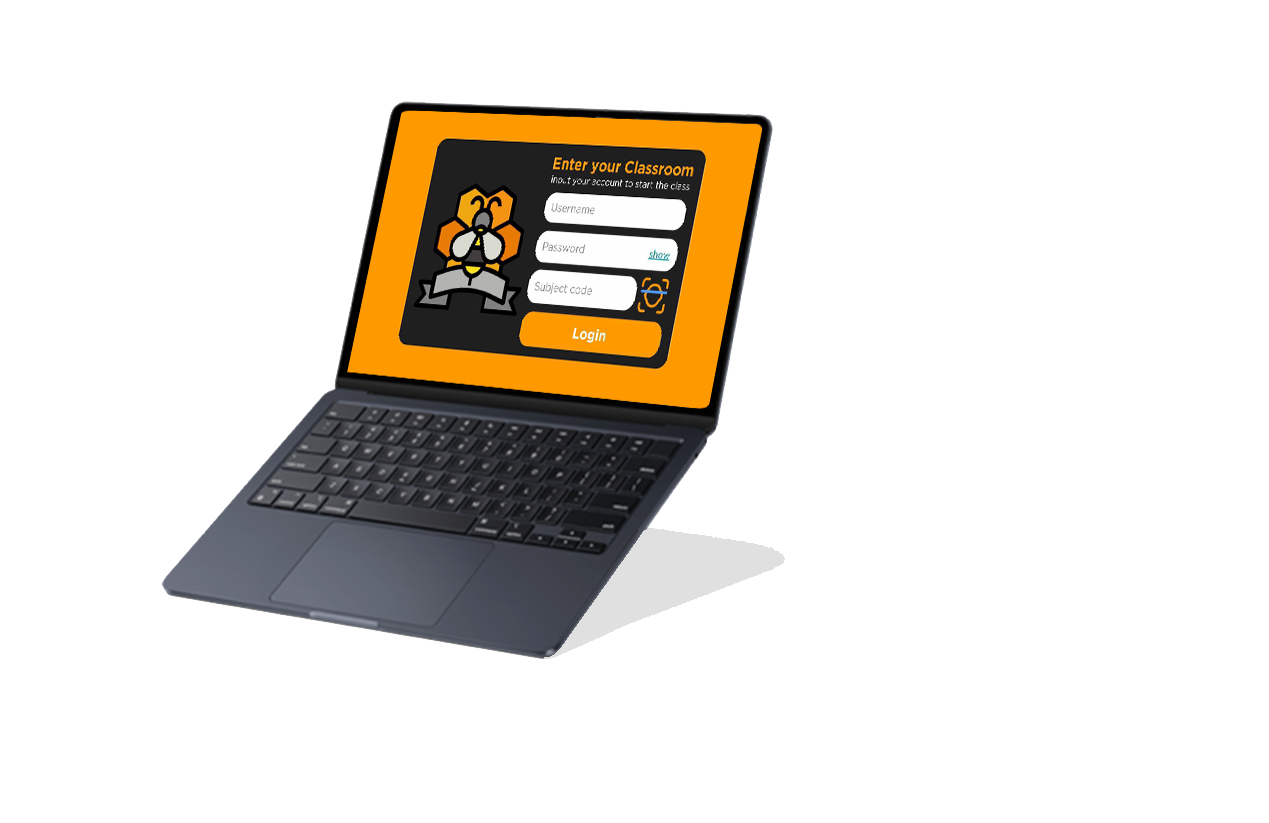 Enter your Classroom
input your account to start the class
Username
Password
show
Subject code
Login